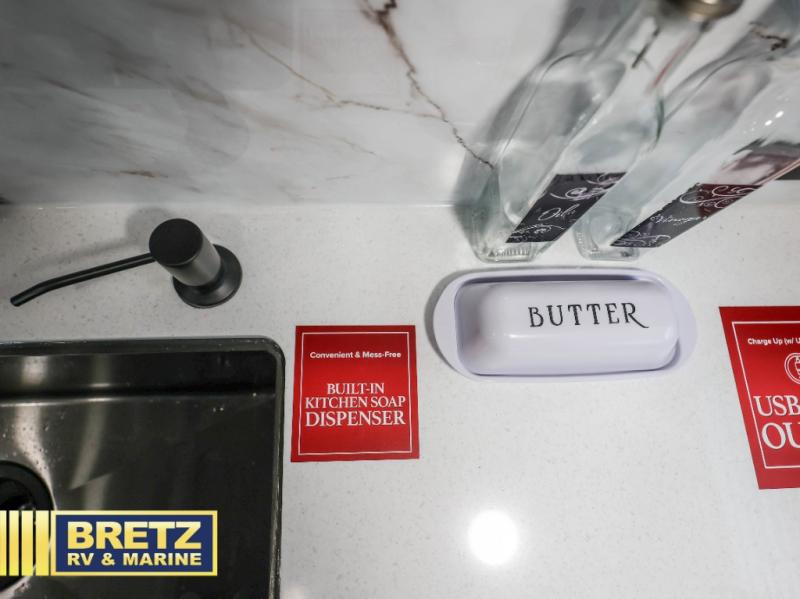 Oil
Vinegar
BUTTER
Convenient & Mess-Free
BUILT-IN
KITCHEN SOAP
DISPENSER
Charge Up (w/ U
USB
OU
BRETZ
RV & MARINE